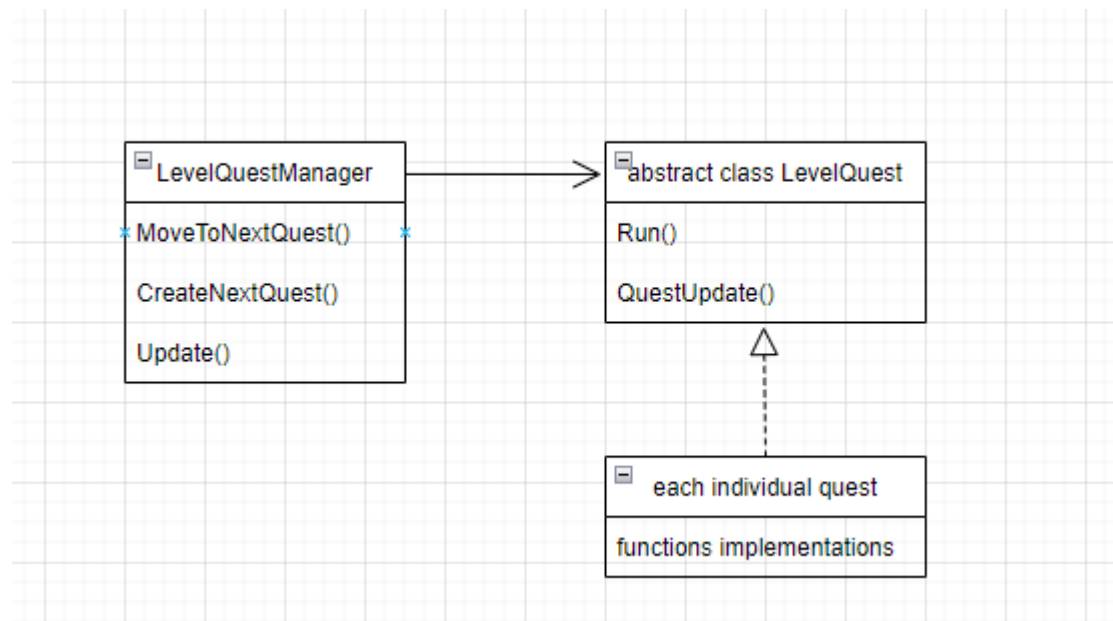 LevelQuestManager
MoveToNextQuest()
CreateNextQuest()
Update()
abstract class LevelQuest
Run()
QuestUpdate()
each individual quest
functions implementations